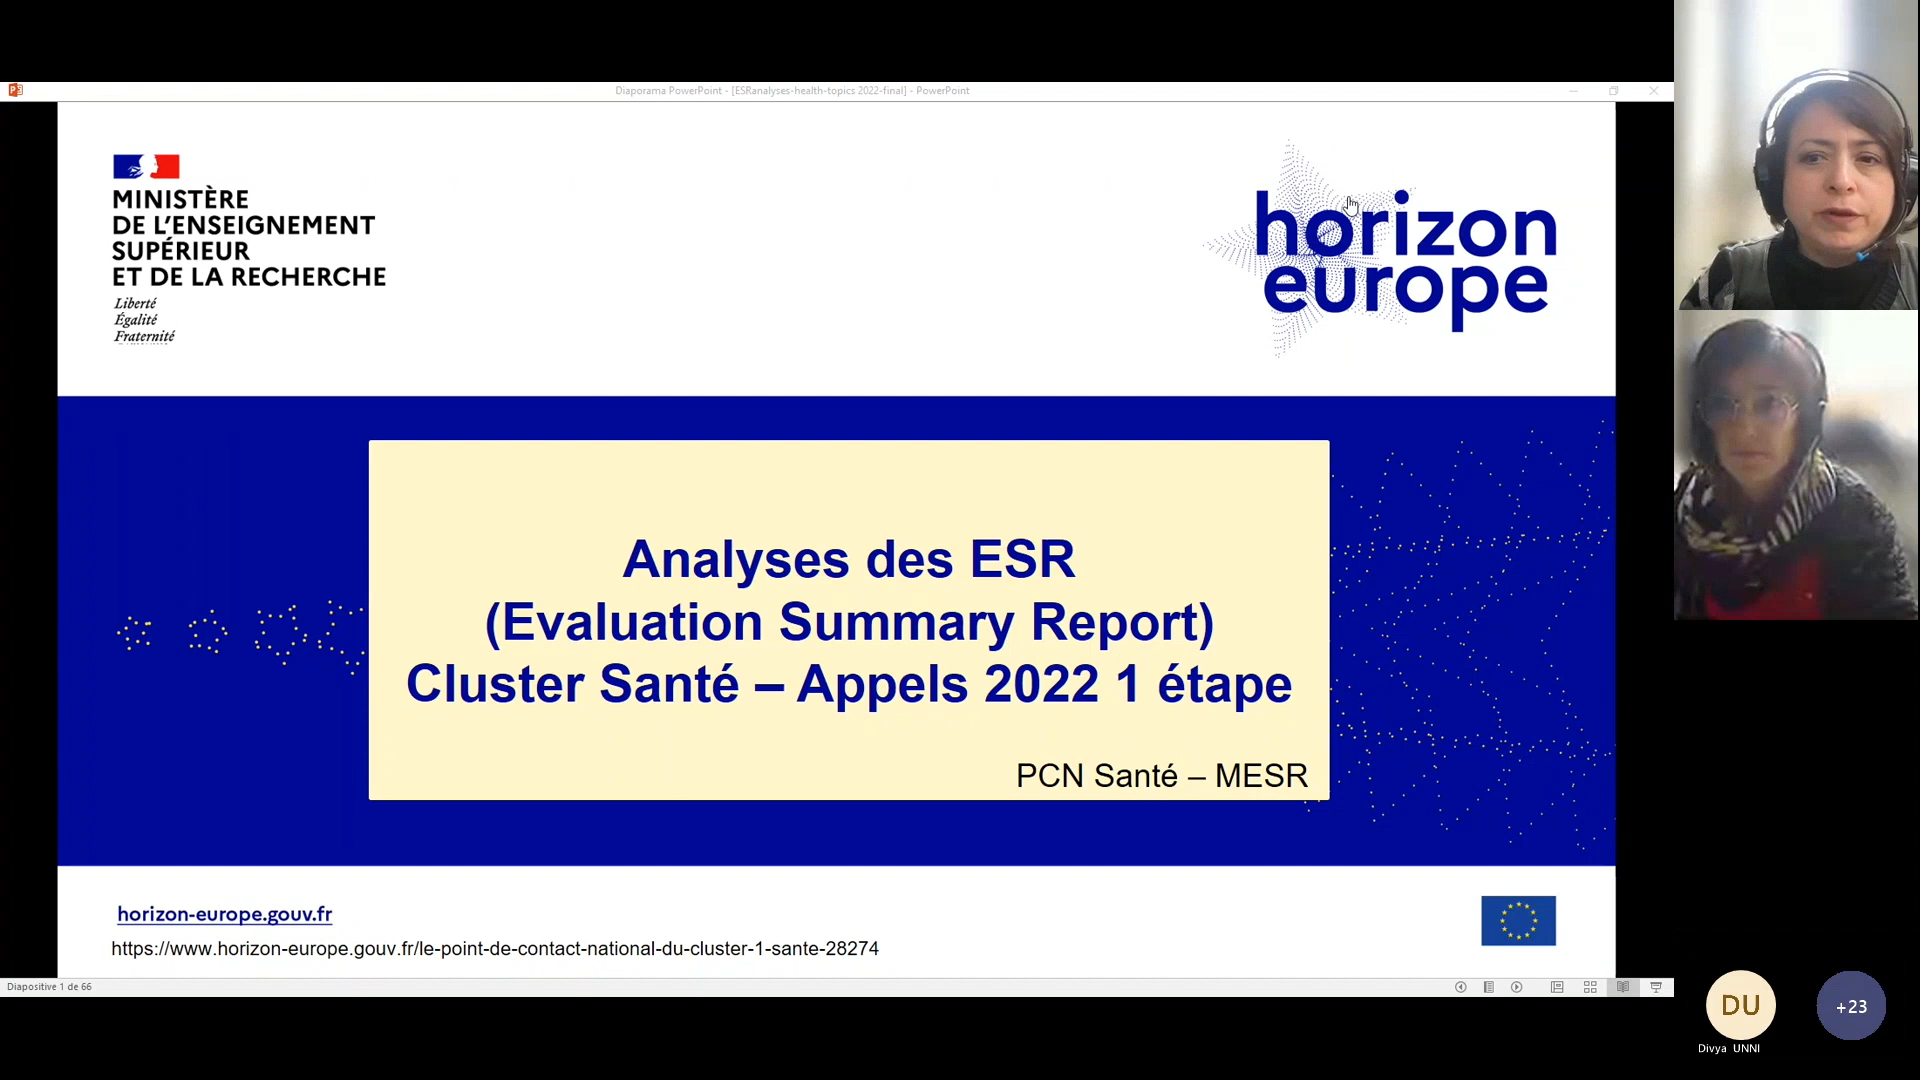 Diaporama PowerPoint - [ESRanalyses-health-topics 2022-final] - PowerPoint
MINISTÈRE
DE L'ENSEIGNEMENT
SUPÉRIEUR
ET DE LA RECHERCHE
Liberté
Égalité
Fraternité
horizon
europe
Analyses des ESR
(Evaluation Summary Report)
Cluster Santé – Appels 2022 1 étape
PCN Santé – MESR
horizon-europe.gouv.fr
https://www.horizon-europe.gouv.fr/le-point-de-contact-national-du-cluster-1-sante-28274
Diapositive 1 de 66
DU
Divya UNNI
+23